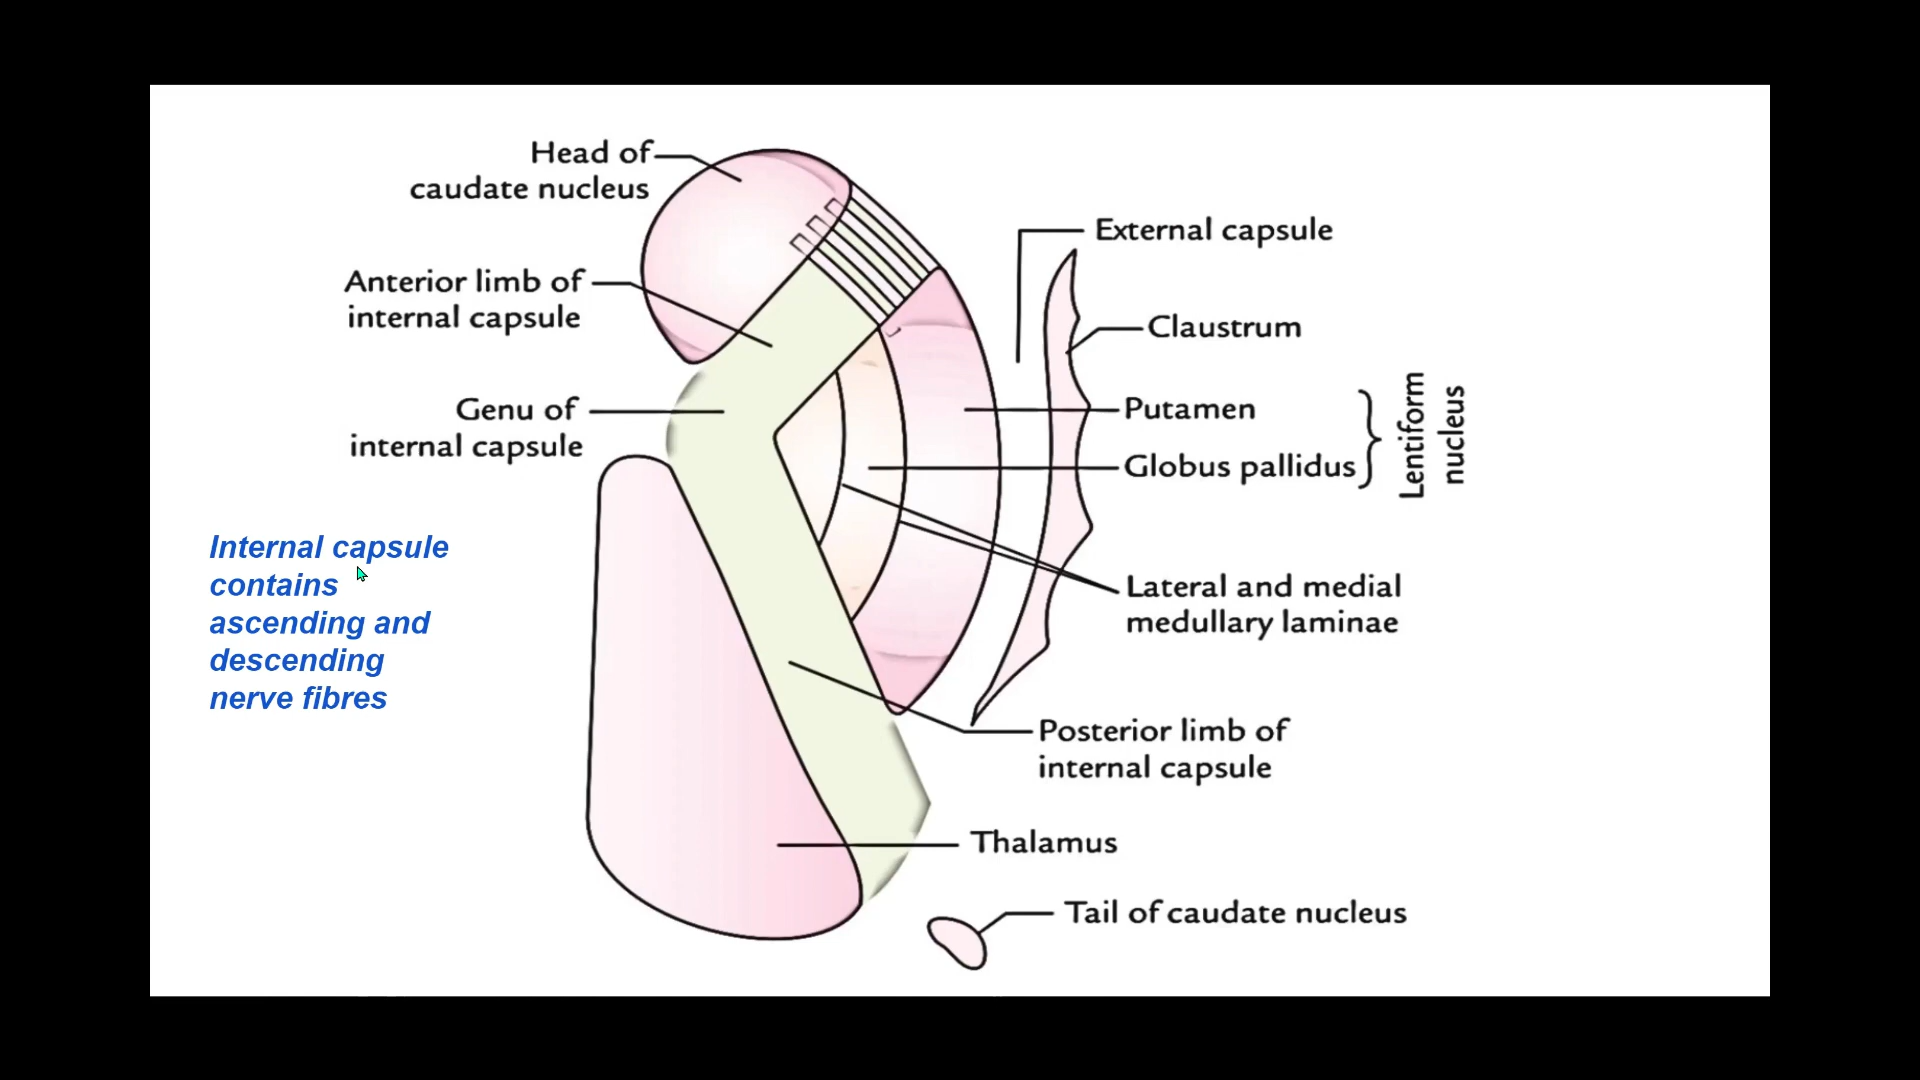 Head of
caudate nucleus
Anterior limb of
internal capsule
Genu of
internal capsule
Internal capsule
contains
ascending and
descending
nerve fibres
External capsule
Claustrum
Putamen
Globus pallidus
Lentiform
nucleus
Lateral and medial
medullary laminae
Posterior limb of
internal capsule
Thalamus
Tail of caudate nucleus